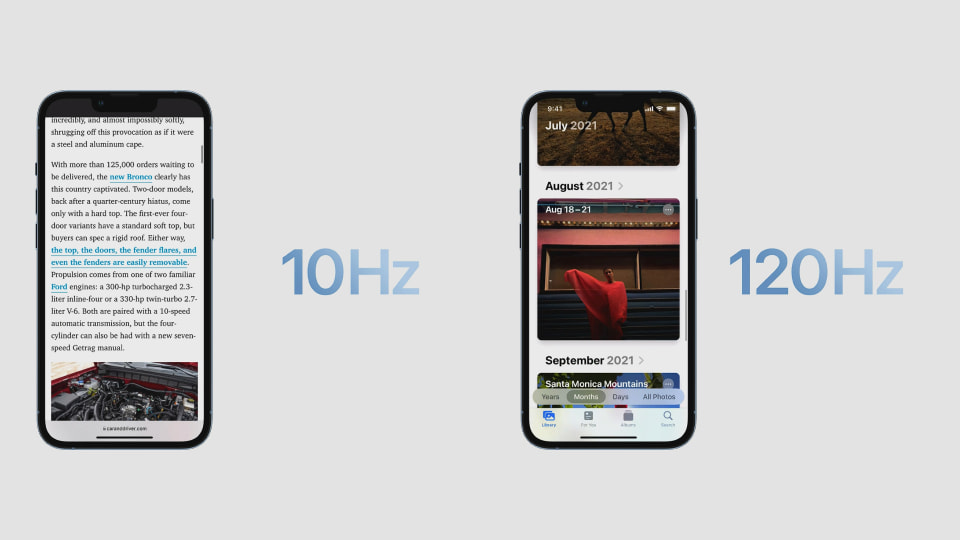 incredibly, and almost impossibly softly,
shrugging off this provocation as if it were
a steel and aluminum cape.
With more than 125,000 orders waiting to
be delivered, the new Bronco clearly has
this country captivated. Two-door models,
back after a quarter-century hiatus, come
only with a hard top. The first-ever four-
door variants have a standard soft top, but
buyers can spec a rigid roof. Either way,
the top, the doors, the fender flares, and
even the fenders are easily removable.
Propulsion comes from one of two familiar
Ford engines: a 300-hp turbocharged 2.3-
liter inline-four or a 330-hp twin-turbo 2.7-
liter V-6. Both are paired with a 10-speed
automatic transmission, but the four-
cylinder can also be had with a new seven-
speed Getrag manual.
caranddriver.com
10Hz
9:41
July 2021
August 2021
Aug 18–21
September 2021
Santa Monica Mountains
Years Months Days All Photos
Library For You Albums Search
120Hz